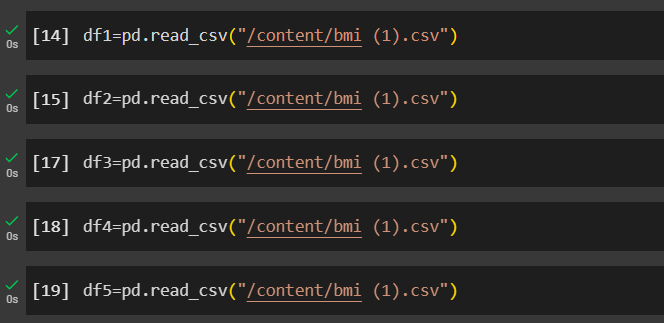 [14] df1=pd.read_csv("/content/bmi (1).csv")
0s
[15] df2=pd.read_csv("/content/bmi (1).csv")
0s
[17] df3=pd.read_csv("/content/bmi (1).csv")
0s
[18] df4=pd.read_csv("/content/bmi (1).csv")
0s
[19] df5=pd.read_csv("/content/bmi (1).csv")
0s